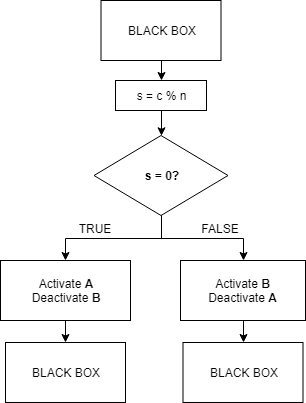 BLACK BOX
s = c % n
s = 0?
TRUE
FALSE
Activate A
Deactivate B
Activate B
Deactivate A
BLACK BOX
BLACK BOX